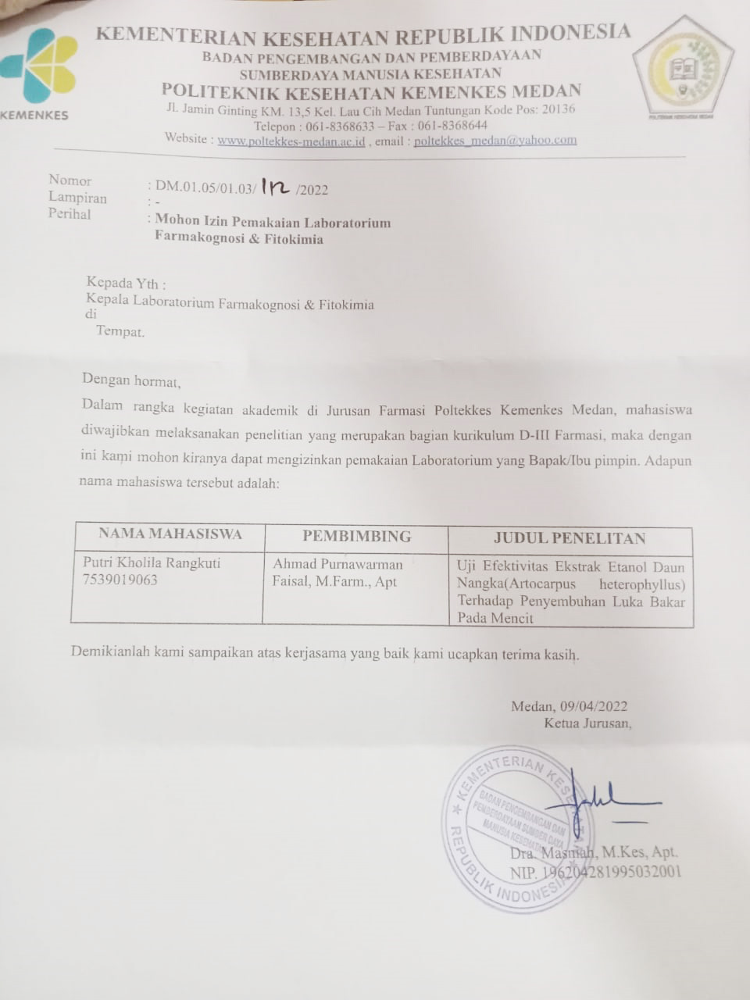 KEMENTERIAN KESEHATAN REPUBLIK INDONESIA
BADAN PENGEMBANGAN DAN PEMBERDAYAAN
SUMBERDAYA MANUSIA KESEHATAN
POLITEKNIK KESEHATAN KEMENKES MEDAN
Jl. Jamin Ginting KM. 13,5 Kel. Lau Cih Medan Tuntungan Kode Pos: 20136
Telepon : 061-8368633 – Fax : 061-8368644
Website : www.poltekkes-medan.ac.id , email : poltekkes_medan@yahoo.com
KEMENKES
POLITEKNIK KESEHATAN MEDAN
Nomor : DM.01.05/01.03/ /2022
Lampiran : -
Perihal : Mohon Izin Pemakaian Laboratorium
Farmakognosi & Fitokimia
Kepada Yth :
Kepala Laboratorium Farmakognosi & Fitokimia
di
Tempat.
Dengan hormat,
Dalam rangka kegiatan akademik di Jurusan Farmasi Poltekkes Kemenkes Medan, mahasiswa
diwajibkan melaksanakan penelitian yang merupakan bagian kurikulum D-III Farmasi, maka dengan
ini kami mohon kiranya dapat mengizinkan pemakaian Laboratorium yang Bapak/Ibu pimpin. Adapun
nama mahasiswa tersebut adalah:
NAMA MAHASISWA PEMBIMBING JUDUL PENELITAN
Putri Kholila Rangkuti
7539019063
Ahmad Purnawarman
Faisal, M.Farm., Apt
Uji Efektivitas Ekstrak Etanol Daun
Nangka(Artocarpus heterophyllus)
Terhadap Penyembuhan Luka Bakar
Pada Mencit
Demikianlah kami sampaikan atas kerjasama yang baik kami ucapkan terima kasih.
Medan, 09/04/2022
Ketua Jurusan,
KEMENTERIAN KESEHATAN
REPUBLIK INDONESIA
BADAN PENGEMBANGAN DAN
PEMBERDAYAAN SUMBER DAYA
MANUSIA KESEHATAN
Dra. Masniah, M.Kes, Apt.
NIP. 196204281995032001